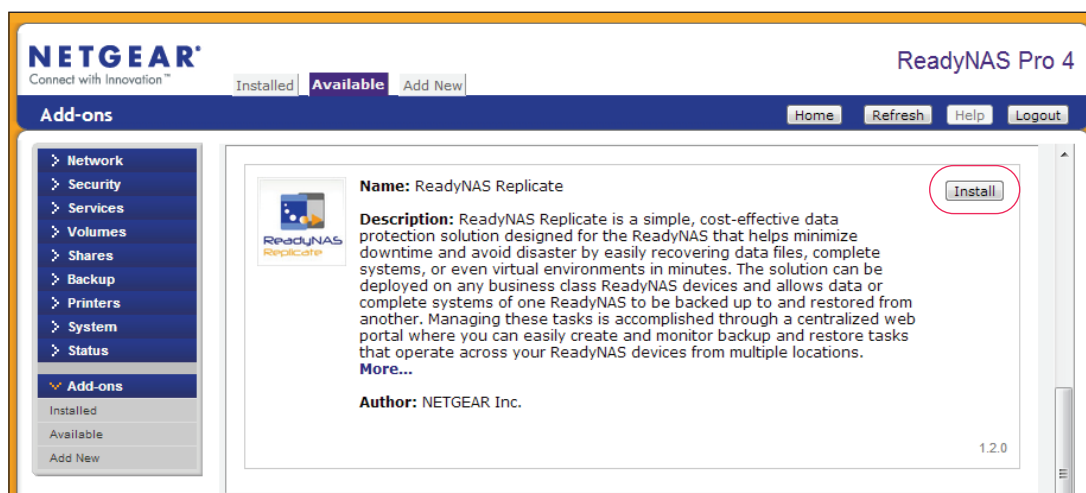 NETGEAR®
Connect with Innovation™
ReadyNAS Pro 4
Installed Available Add New
Add-ons
Home Refresh Help Logout
Network
Security
Services
Volumes
Shares
Backup
Printers
System
Status
Add-ons
Installed
Available
Add New
ReadyNAS
Replicate
Name: ReadyNAS Replicate
Install
Description: ReadyNAS Replicate is a simple, cost-effective data
protection solution designed for the ReadyNAS that helps minimize
downtime and avoid disaster by easily recovering data files, complete
systems, or even virtual environments in minutes. The solution can be
deployed on any business class ReadyNAS devices and allows data or
complete systems of one ReadyNAS to be backed up to and restored from
another. Managing these tasks is accomplished through a centralized web
portal where you can easily create and monitor backup and restore tasks
that operate across your ReadyNAS devices from multiple locations.
More...
Author: NETGEAR Inc.
1.2.0